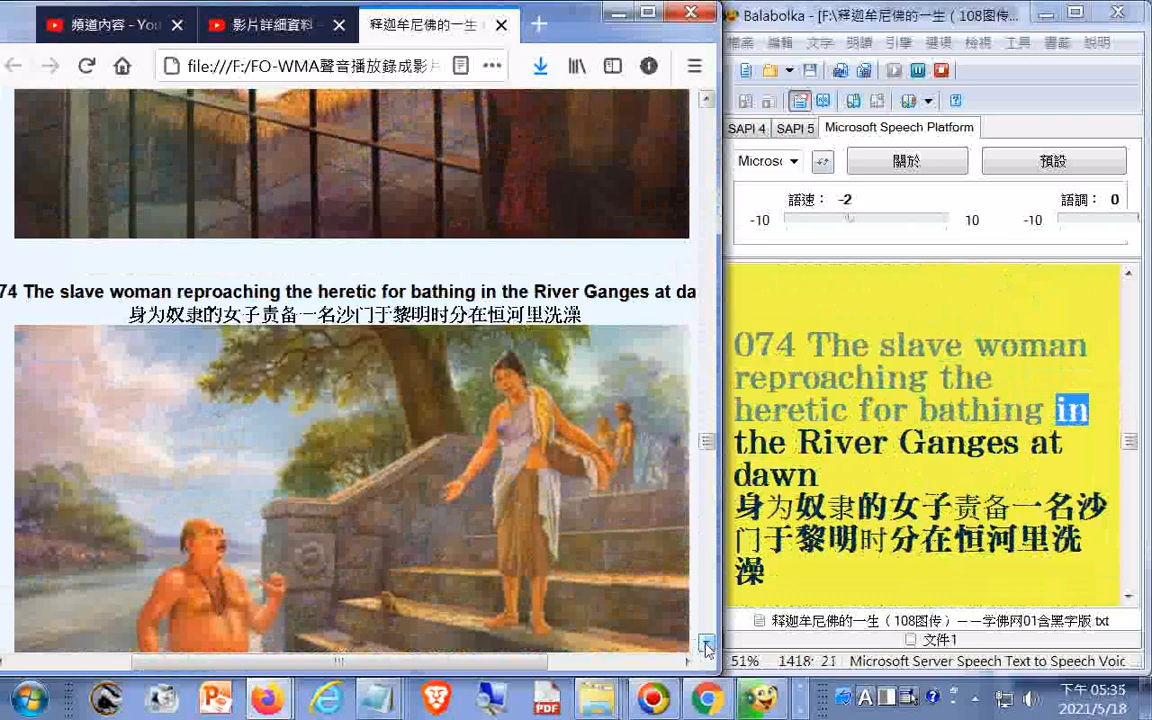 頻道內容 - You
影片詳細資料
释迦牟尼佛的一生
file:///F:/FO-WMA聲音播放錄成影片
074 The slave woman reproaching the heretic for bathing in the River Ganges at da
身为奴隶的女子责备一名沙门于黎明时分在恒河里洗澡
Balabolka - [F:\释迦牟尼佛的一生（108图传）...
檔案 編輯 文字 朗讀 引擎 選項 檢視 工具 書籤 說明
SAPI 4 SAPI 5 Microsoft Speech Platform
Micros 關於 預設
語速： -2 語調： 0
-10 10 -10
074 The slave woman
reproaching the
heretic for bathing in
the River Ganges at
dawn
身为奴隶的女子责备一名沙
门于黎明时分在恒河里洗
澡
释迦牟尼佛的一生（108图传）——学佛网01含黑字版.txt
文件1
51% 1418 21 Microsoft Server Speech Text to Speech Voic
下午 05:35
2021/5/18